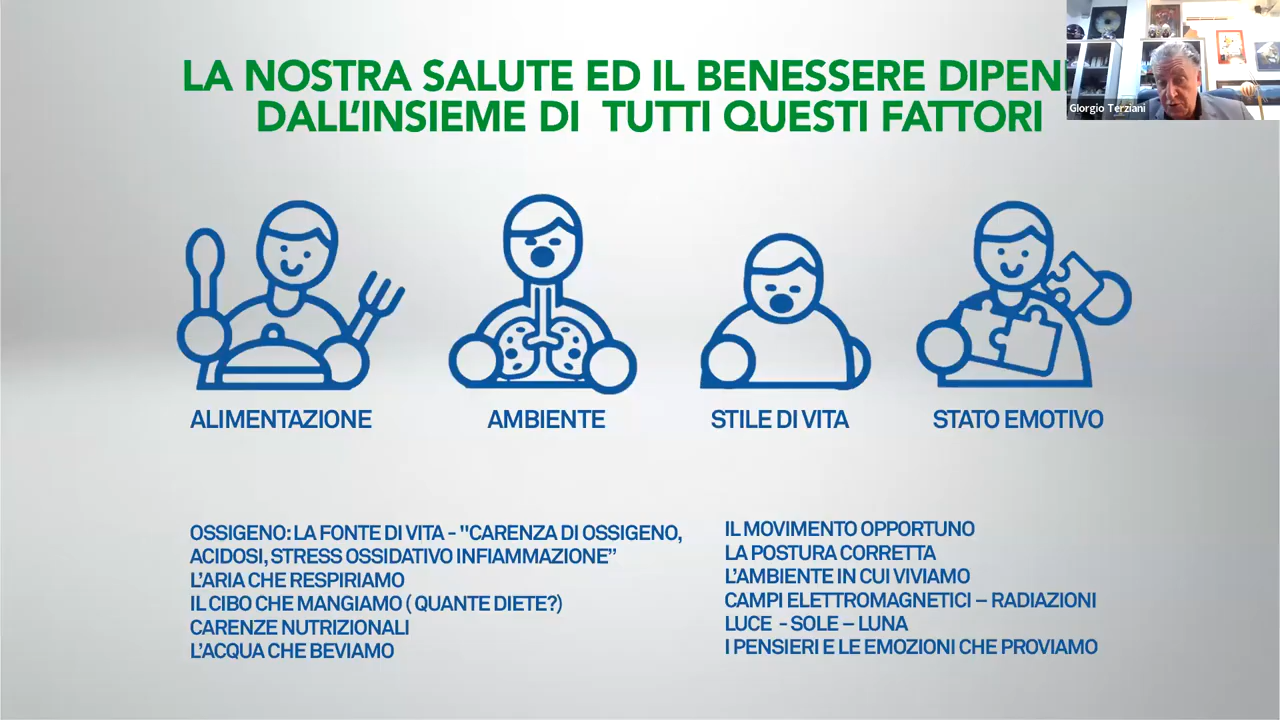 LA NOSTRA SALUTE ED IL BENESSERE
DALL'INSIEME DI TUTTI QUESTI FATTORI
Giorgio Terziani
ALIMENTAZIONE
AMBIENTE
STILE DI VITA
STATO EMOTIVO
OSSIGENO: LA FONTE DI VITA - "CARENZA DI OSSIGENO,
ACIDOSI, STRESS OSSIDATIVO INFIAMMAZIONE”
L'ARIA CHE RESPIRIAMO
IL CIBO CHE MANGIAMO ( QUANTE DIETE?)
CARENZE NUTRIZIONALI
L'ACQUA CHE BEVIAMO
IL MOVIMENTO OPPORTUNO
LA POSTURA CORRETTA
L'AMBIENTE IN CUI VIVIAMO
CAMPI ELETTROMAGNETICI – RADIAZIONI
LUCE - SOLE – LUNA
I PENSIERI E LE EMOZIONI CHE PROVIAMO